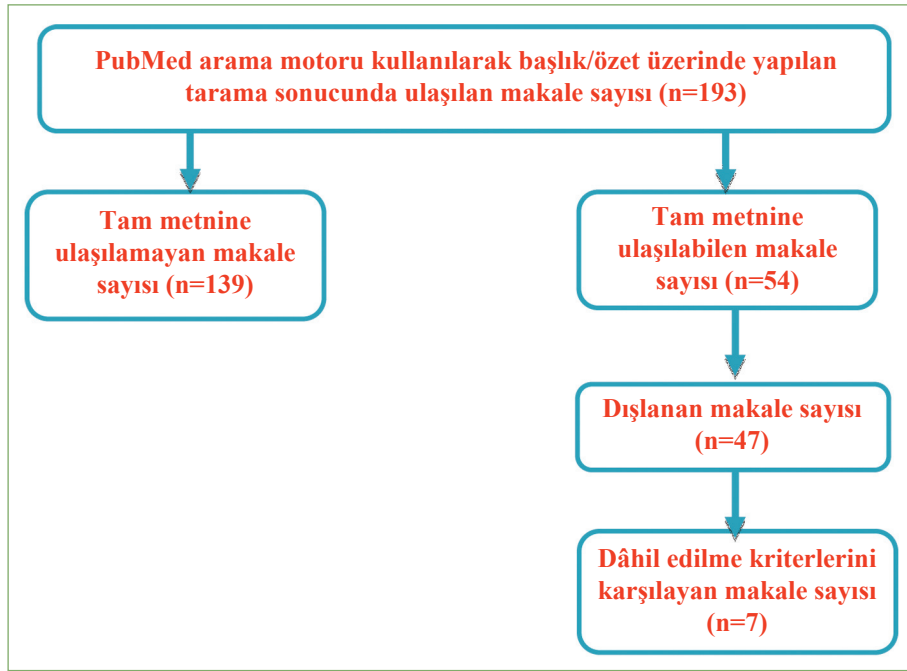 PubMed arama motoru kullanılarak başlık/özet üzerinde yapılan
tarama sonucunda ulaşılan makale sayısı (n=193)
Tam metnine
ulaşılamayan makale
sayısı (n=139)
Tam metnine
ulaşılabilen makale
sayısı (n=54)
Dışlanan makale sayısı
(n=47)
Dâhil edilme kriterlerini
karşılayan makale sayısı
(n=7)